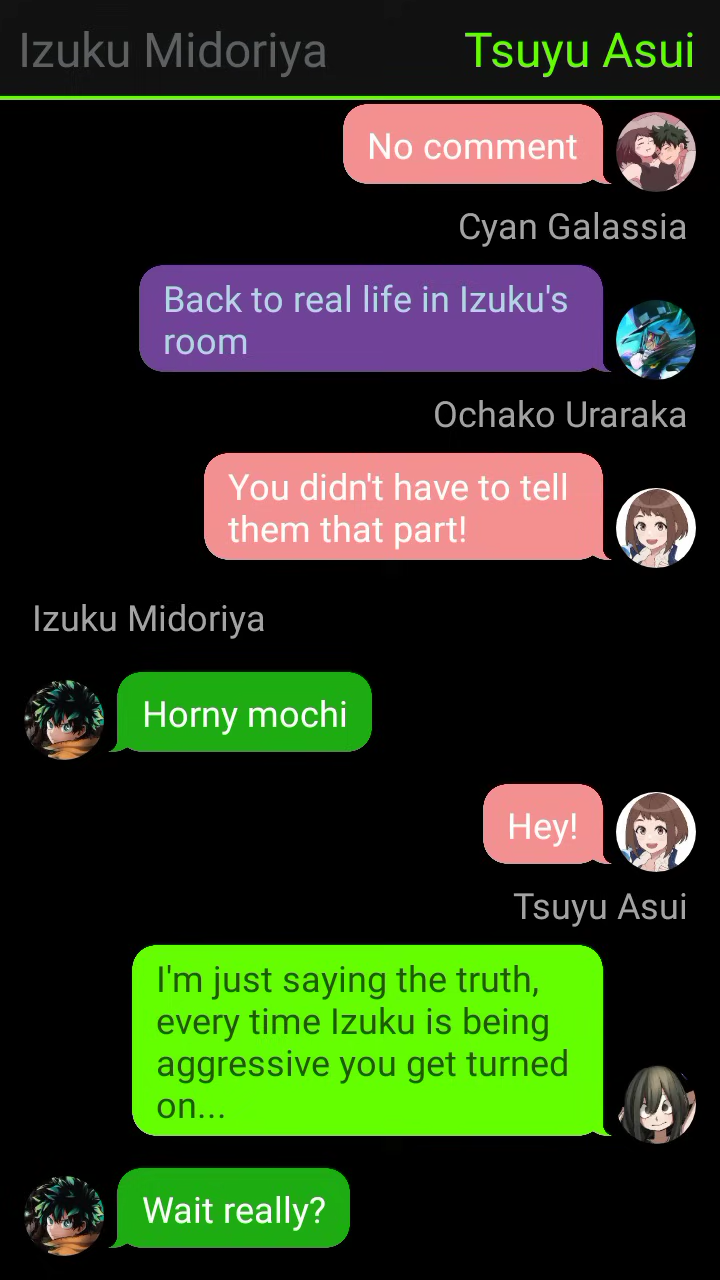 Izuku Midoriya
Tsuyu Asui
No comment
Cyan Galassia
Back to real life in Izuku's
room
Ochako Uraraka
You didn't have to tell
them that part!
Izuku Midoriya
Horny mochi
Hey!
Tsuyu Asui
I'm just saying the truth,
every time Izuku is being
aggressive you get turned
on...
Wait really?